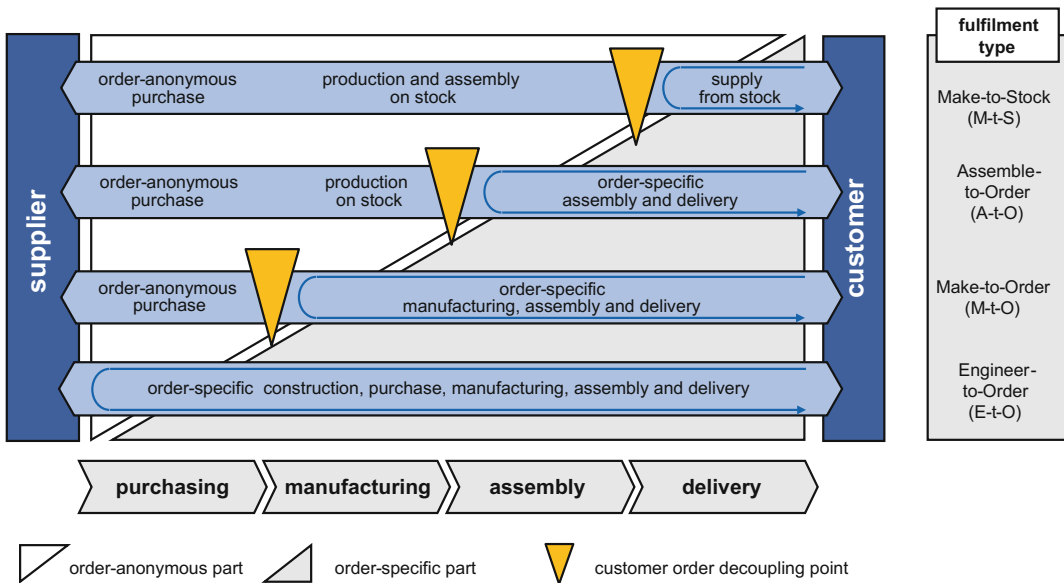 fulfilment
type
supplier
customer
order-anonymous
purchase
production and assembly
on stock
supply
from stock
Make-to-Stock
(M-t-S)
order-anonymous
purchase
production
on stock
order-specific
assembly and delivery
Assemble-
to-Order
(A-t-O)
order-anonymous
purchase
order-specific
manufacturing, assembly and delivery
Make-to-Order
(M-t-O)
order-specific construction, purchase, manufacturing, assembly and delivery
Engineer-
to-Order
(E-t-O)
purchasing
manufacturing
assembly
delivery
order-anonymous part
order-specific part
customer order decoupling point